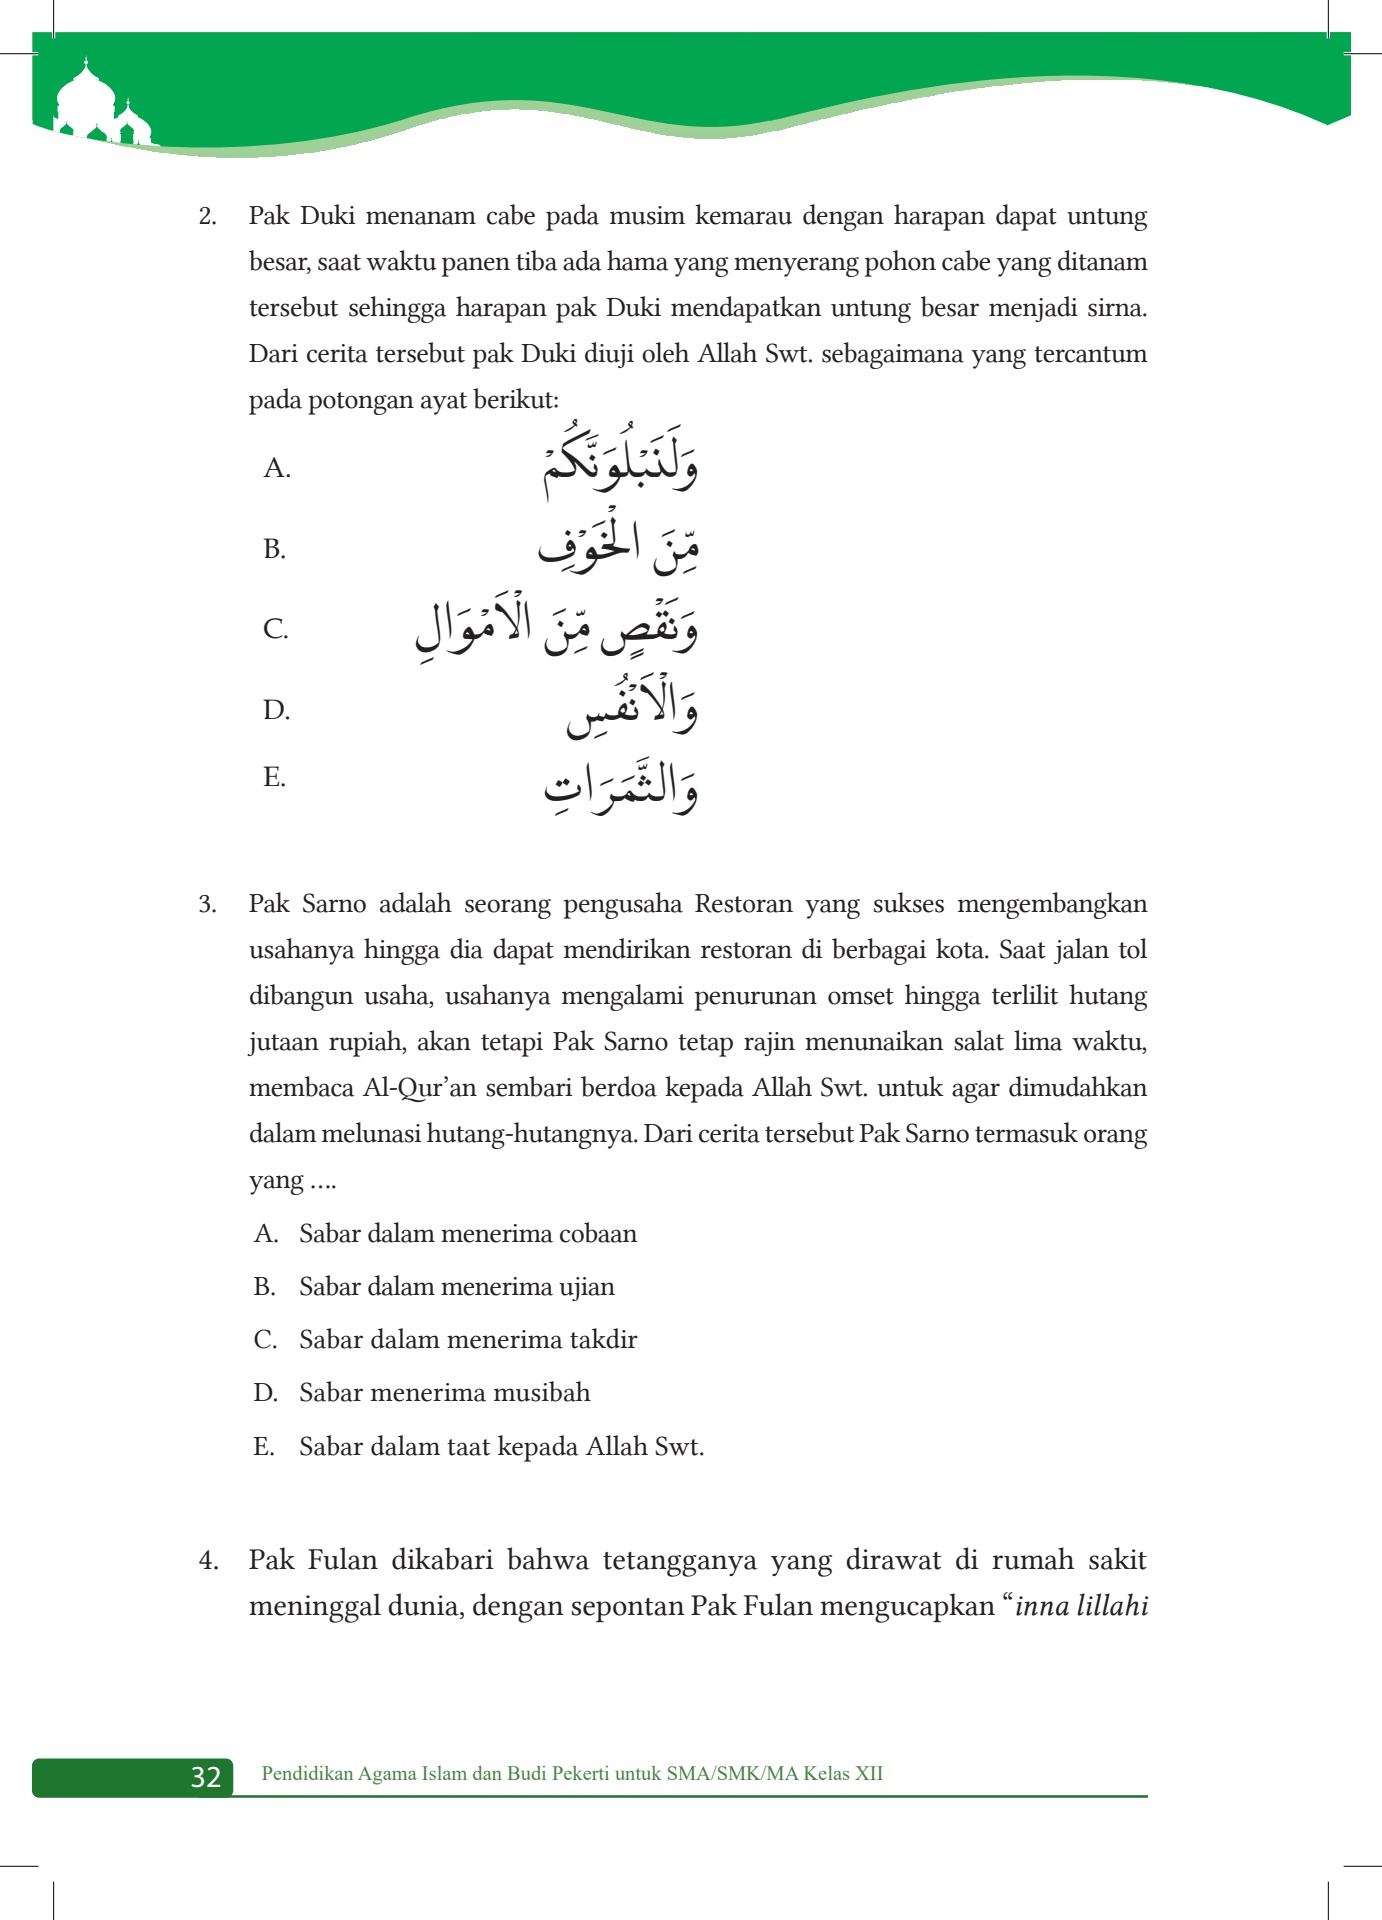 2. Pak Duki menanam cabe pada musim kemarau dengan harapan dapat untung
besar, saat waktu panen tiba ada hama yang menyerang pohon cabe yang ditanam
tersebut sehingga harapan pak Duki mendapatkan untung besar menjadi sirna.
Dari cerita tersebut pak Duki diuji oleh Allah Swt. sebagaimana yang tercantum
pada potongan ayat berikut:
A. وَلَنَبْلُوَنَّكُمْ
B. مِّنَ الْخَوْفِ
C. وَنَقْصٍ مِّنَ الْاَمْوَالِ
D. وَالْاَنْفُسِ
E. وَالثَّمَرَاتِ
3. Pak Sarno adalah seorang pengusaha Restoran yang sukses mengembangkan
usahanya hingga dia dapat mendirikan restoran di berbagai kota. Saat jalan tol
dibangun usaha, usahanya mengalami penurunan omset hingga terlilit hutang
jutaan rupiah, akan tetapi Pak Sarno tetap rajin menunaikan salat lima waktu,
membaca Al-Qur’an sembari berdoa kepada Allah Swt. untuk agar dimudahkan
dalam melunasi hutang-hutangnya. Dari cerita tersebut Pak Sarno termasuk orang
yang ….
A. Sabar dalam menerima cobaan
B. Sabar dalam menerima ujian
C. Sabar dalam menerima takdir
D. Sabar menerima musibah
E. Sabar dalam taat kepada Allah Swt.
4. Pak Fulan dikabari bahwa tetangganya yang dirawat di rumah sakit
meninggal dunia, dengan sepontan Pak Fulan mengucapkan “inna lillahi
32 Pendidikan Agama Islam dan Budi Pekerti untuk SMA/SMK/MA Kelas XII